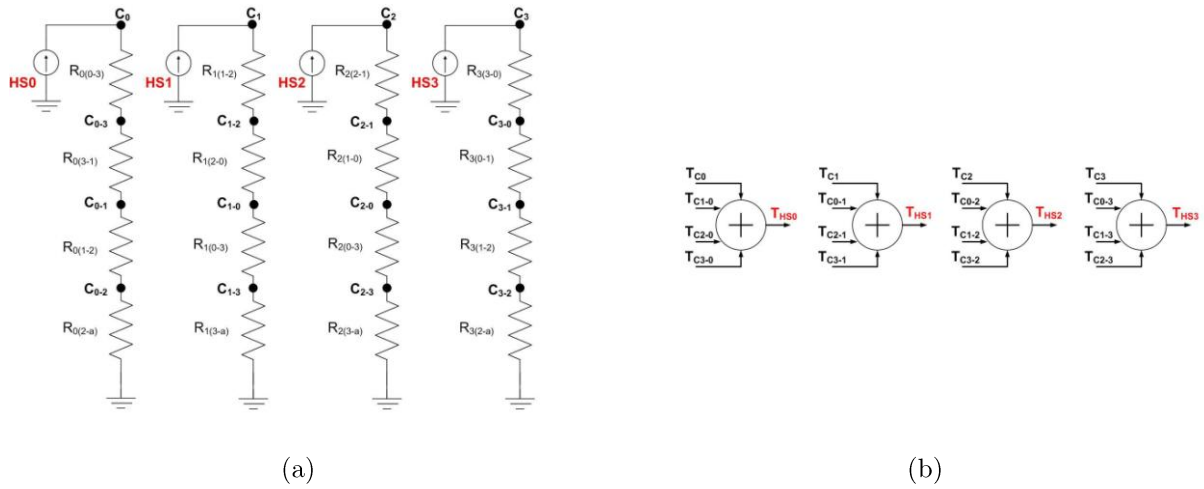 C0 C1 C2 C3
HS0 R0(0-3) HS1 R1(1-2) HS2 R2(2-1) HS3 R3(3-0)
C0-3 C1-2 C2-1 C3-0
R0(3-1) R1(2-0) R2(1-0) R3(0-1)
C0-1 C1-0 C2-0 C3-1
R0(1-2) R1(0-3) R2(0-3) R3(1-2)
C0-2 C1-3 C2-3 C3-2
R0(2-a) R1(3-a) R2(3-a) R3(2-a)
(a)
TC0 TC1 TC2 TC3
TC1-0 TC0-1 TC0-2 TC0-3
THS0 THS1 THS2 THS3
TC2-0 TC2-1 TC1-2 TC1-3
TC3-0 TC3-1 TC3-2 TC2-3
(b)